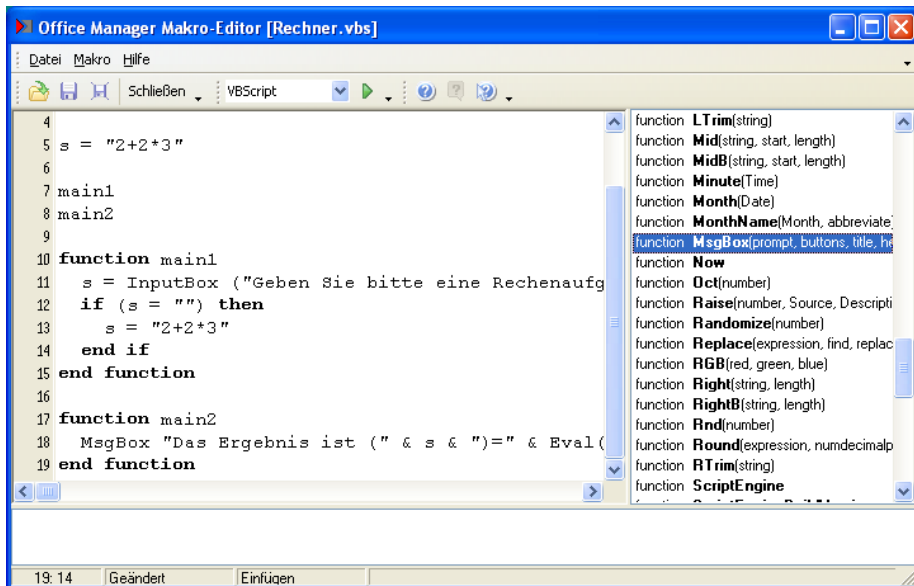 Office Manager Makro-Editor [Rechner.vbs]
Datei Makro Hilfe
Schließen VBScript
4
5 s = "2+2*3"
6
7 main1
8 main2
9
10 function main1
11 s = InputBox ("Geben Sie bitte eine Rechenaufg
12 if (s = "") then
13 s = "2+2*3"
14 end if
15 end function
16
17 function main2
18 MsgBox "Das Ergebnis ist (" & s & ")=" & Eval(
19 end function
function LTrim(string)
function Mid(string, start, length)
function MidB(string, start, length)
function Minute(Time)
function Month(Date)
function MonthName(Month, abbreviate)
function MsgBox(prompt, buttons, title, he
function Now
function Oct(number)
function Raise(number, Source, Descripti
function Randomize(number)
function Replace(expression, find, replac
function RGB(red, green, blue)
function Right(string, length)
function RightB(string, length)
function Rnd(number)
function Round(expression, numdecimalp
function RTrim(string)
function ScriptEngine
19: 14 Geändert Einfügen